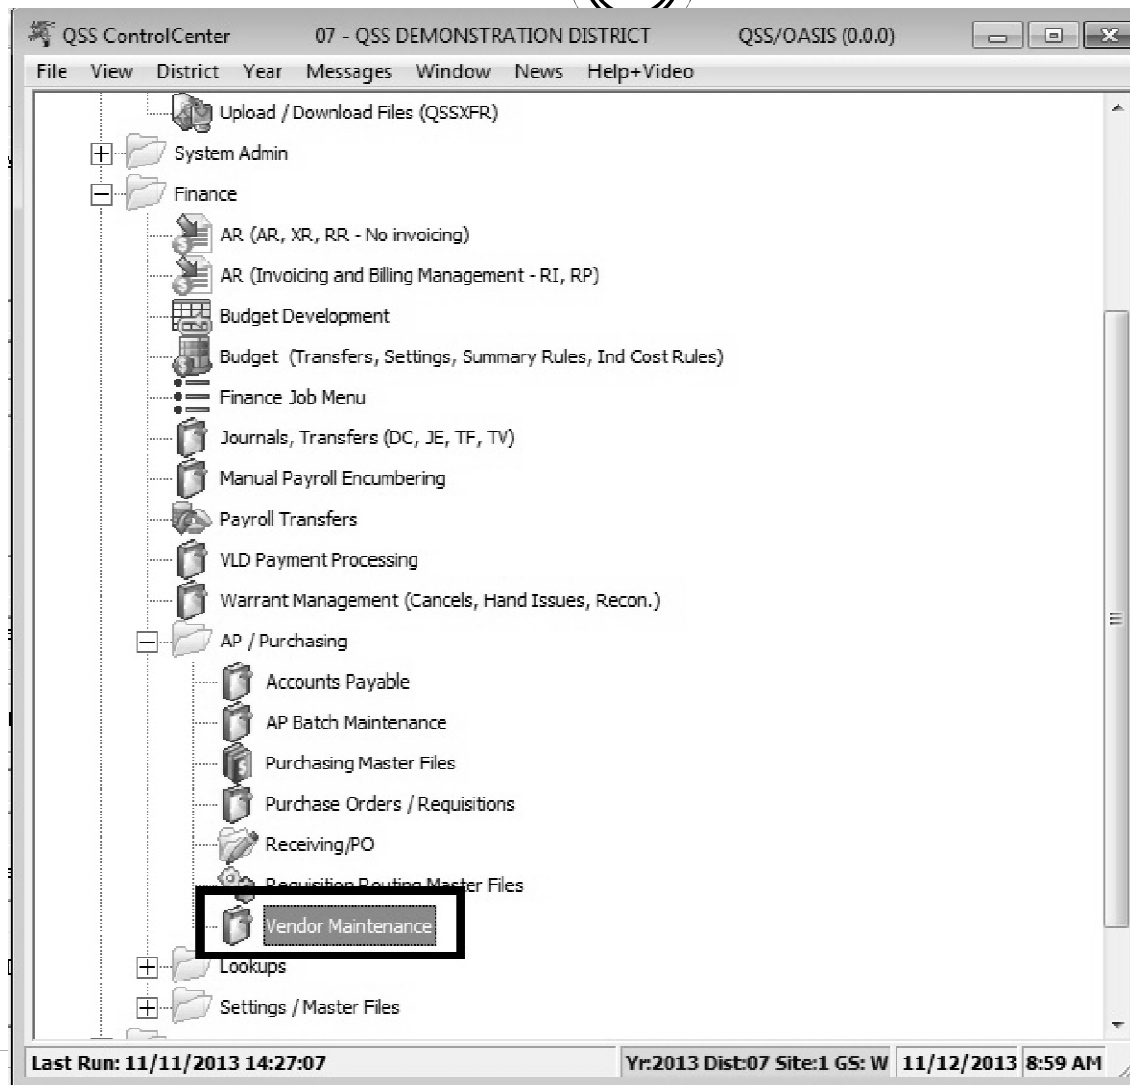 QSS ControlCenter 07 - QSS DEMONSTRATION DISTRICT QSS/OASIS (0.0.0)
File View District Year Messages Window News Help+Video
Upload / Download Files (QSSXFR)
System Admin
Finance
AR (AR, XR, RR - No invoicing)
AR (Invoicing and Billing Management - RI, RP)
Budget Development
Budget (Transfers, Settings, Summary Rules, Ind Cost Rules)
Finance Job Menu
Journals, Transfers (DC, JE, TF, TV)
Manual Payroll Encumbering
Payroll Transfers
VLD Payment Processing
Warrant Management (Cancels, Hand Issues, Recon.)
AP / Purchasing
Accounts Payable
AP Batch Maintenance
Purchasing Master Files
Purchase Orders / Requisitions
Receiving/PO
Requisition Routing Master Files
Vendor Maintenance
Lookups
Settings / Master Files
Last Run: 11/11/2013 14:27:07 Yr:2013 Dist:07 Site:1 GS: W 11/12/2013 8:59 AM